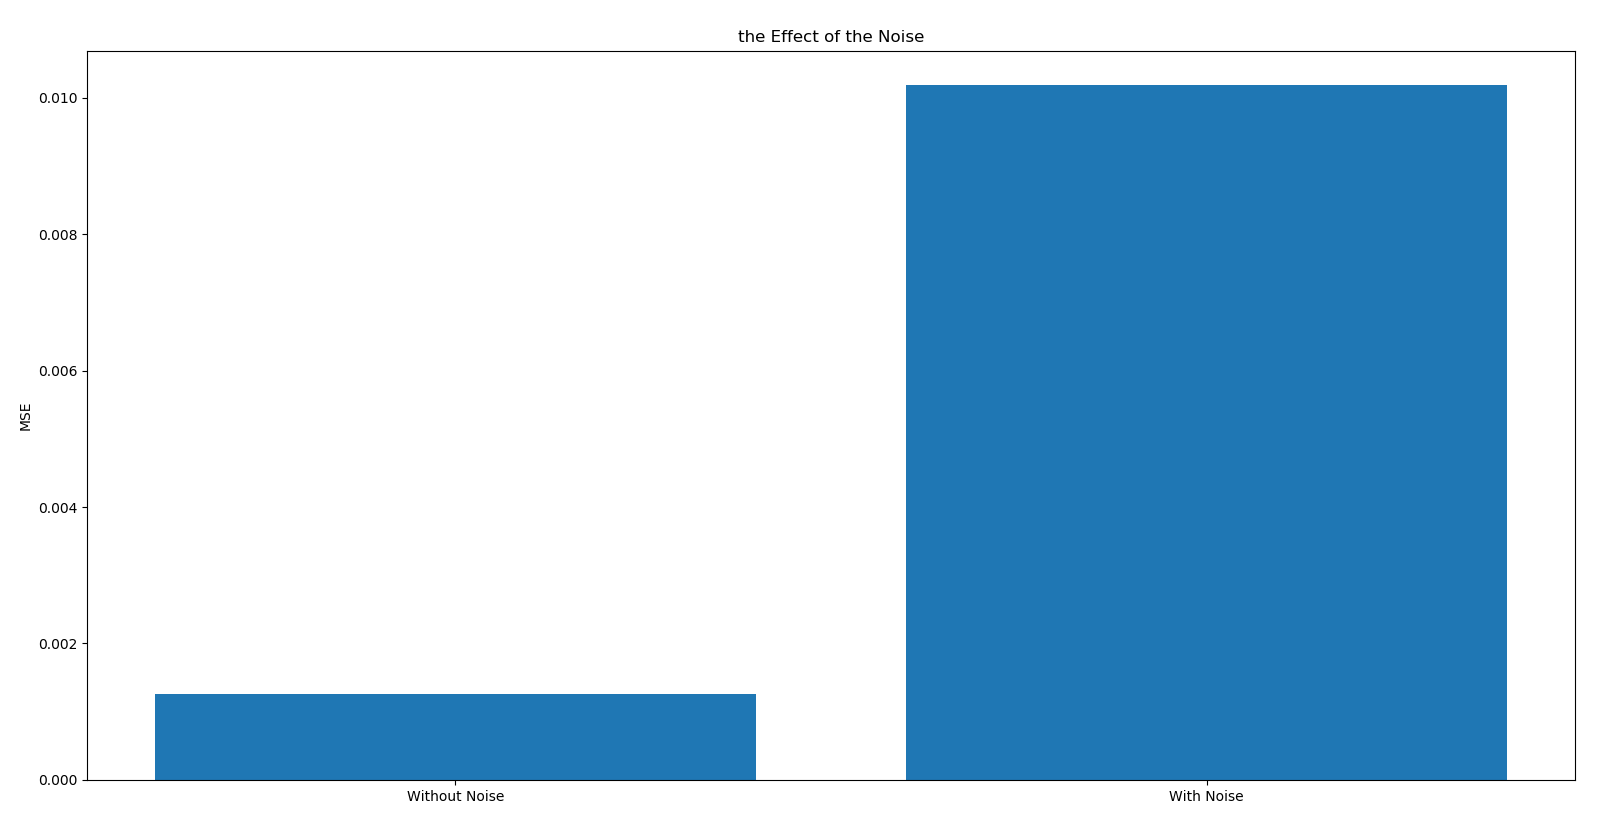 the Effect of the Noise
0.010
0.008
0.006
0.004
0.002
0.000
MSE
Without Noise
With Noise